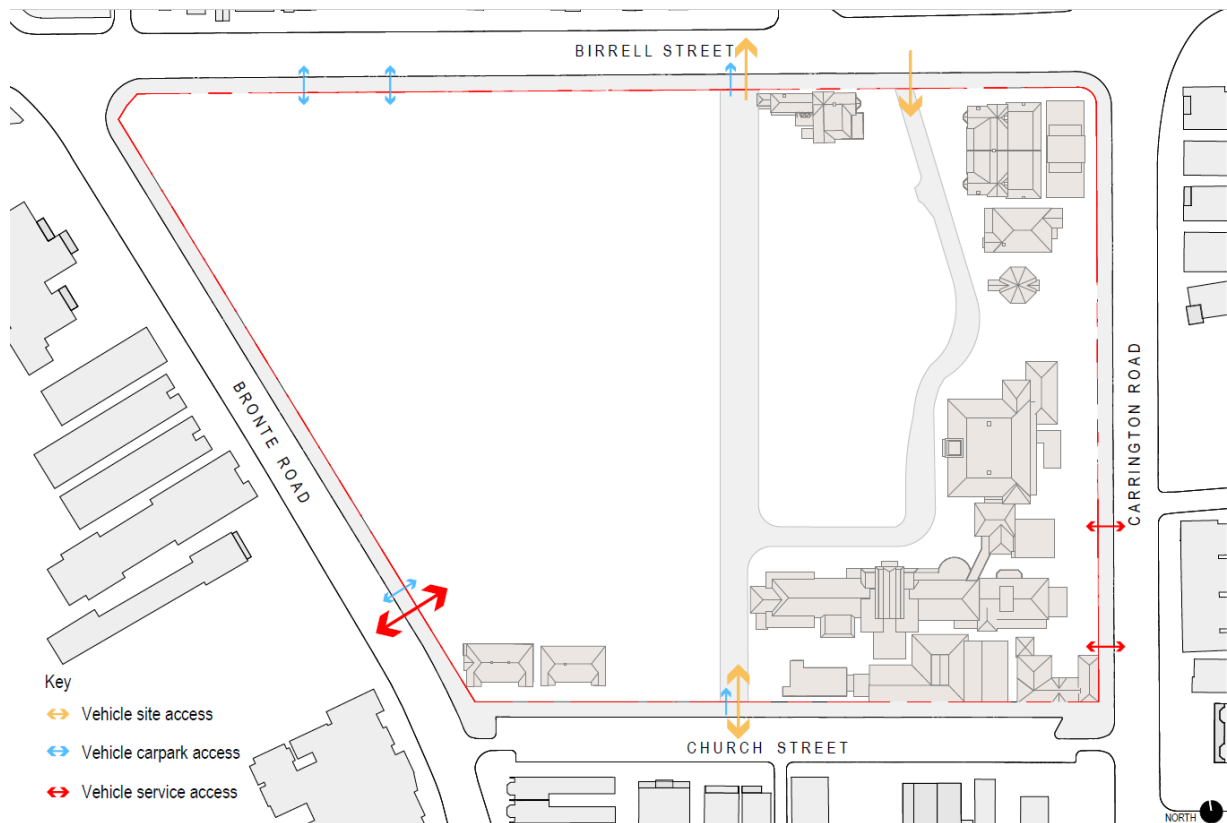 BIRRELL STREET
BRONTE ROAD
CARRINGTON ROAD
Key
Vehicle site access
Vehicle carpark access
Vehicle service access
CHURCH STREET
NORTH